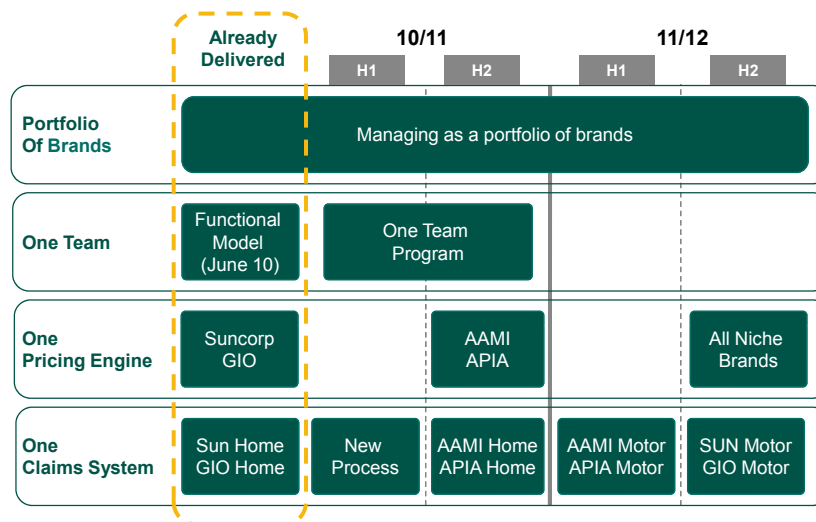 Already
Delivered
10/11
11/12
H1
H2
H1
H2
Portfolio
Of Brands
Managing as a portfolio of brands
One Team
Functional
Model
(June 10)
One Team
Program
One
Pricing Engine
Suncorp
GIO
AAMI
APIA
All Niche
Brands
One
Claims System
Sun Home
GIO Home
New
Process
AAMI Home
APIA Home
AAMI Motor
APIA Motor
SUN Motor
GIO Motor